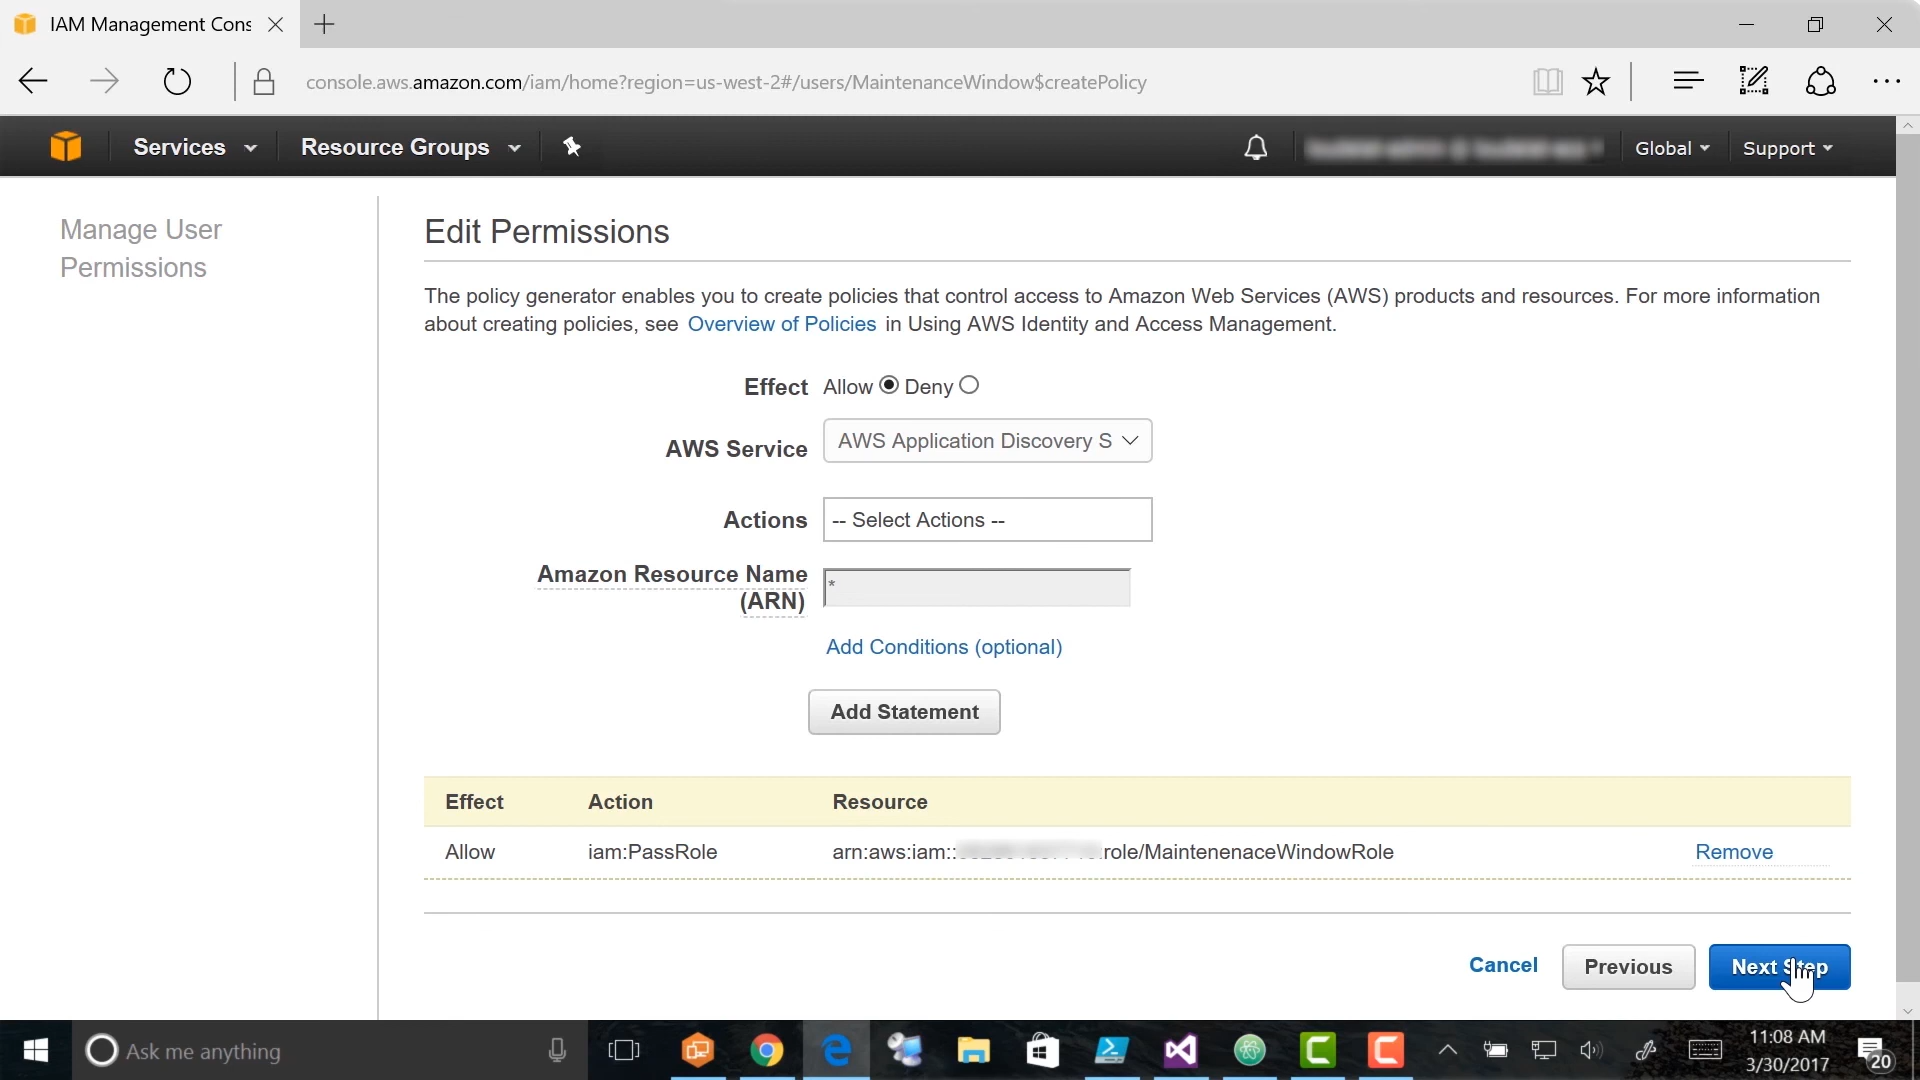 IAM Management Cons
console.aws.amazon.com/iam/home?region=us-west-2#/users/MaintenanceWindow$createPolicy
Services Resource Groups Global Support
Manage User
Permissions
Edit Permissions
The policy generator enables you to create policies that control access to Amazon Web Services (AWS) products and resources. For more information
about creating policies, see Overview of Policies in Using AWS Identity and Access Management.
Effect Allow Deny
AWS Service AWS Application Discovery S
Actions -- Select Actions --
Amazon Resource Name
(ARN) *
Add Conditions (optional)
Add Statement
Effect Action Resource
Allow iam:PassRole arn:aws:iam:: role/MaintenenaceWindowRole Remove
Cancel Previous Next Step
Ask me anything
11:08 AM
3/30/2017
20